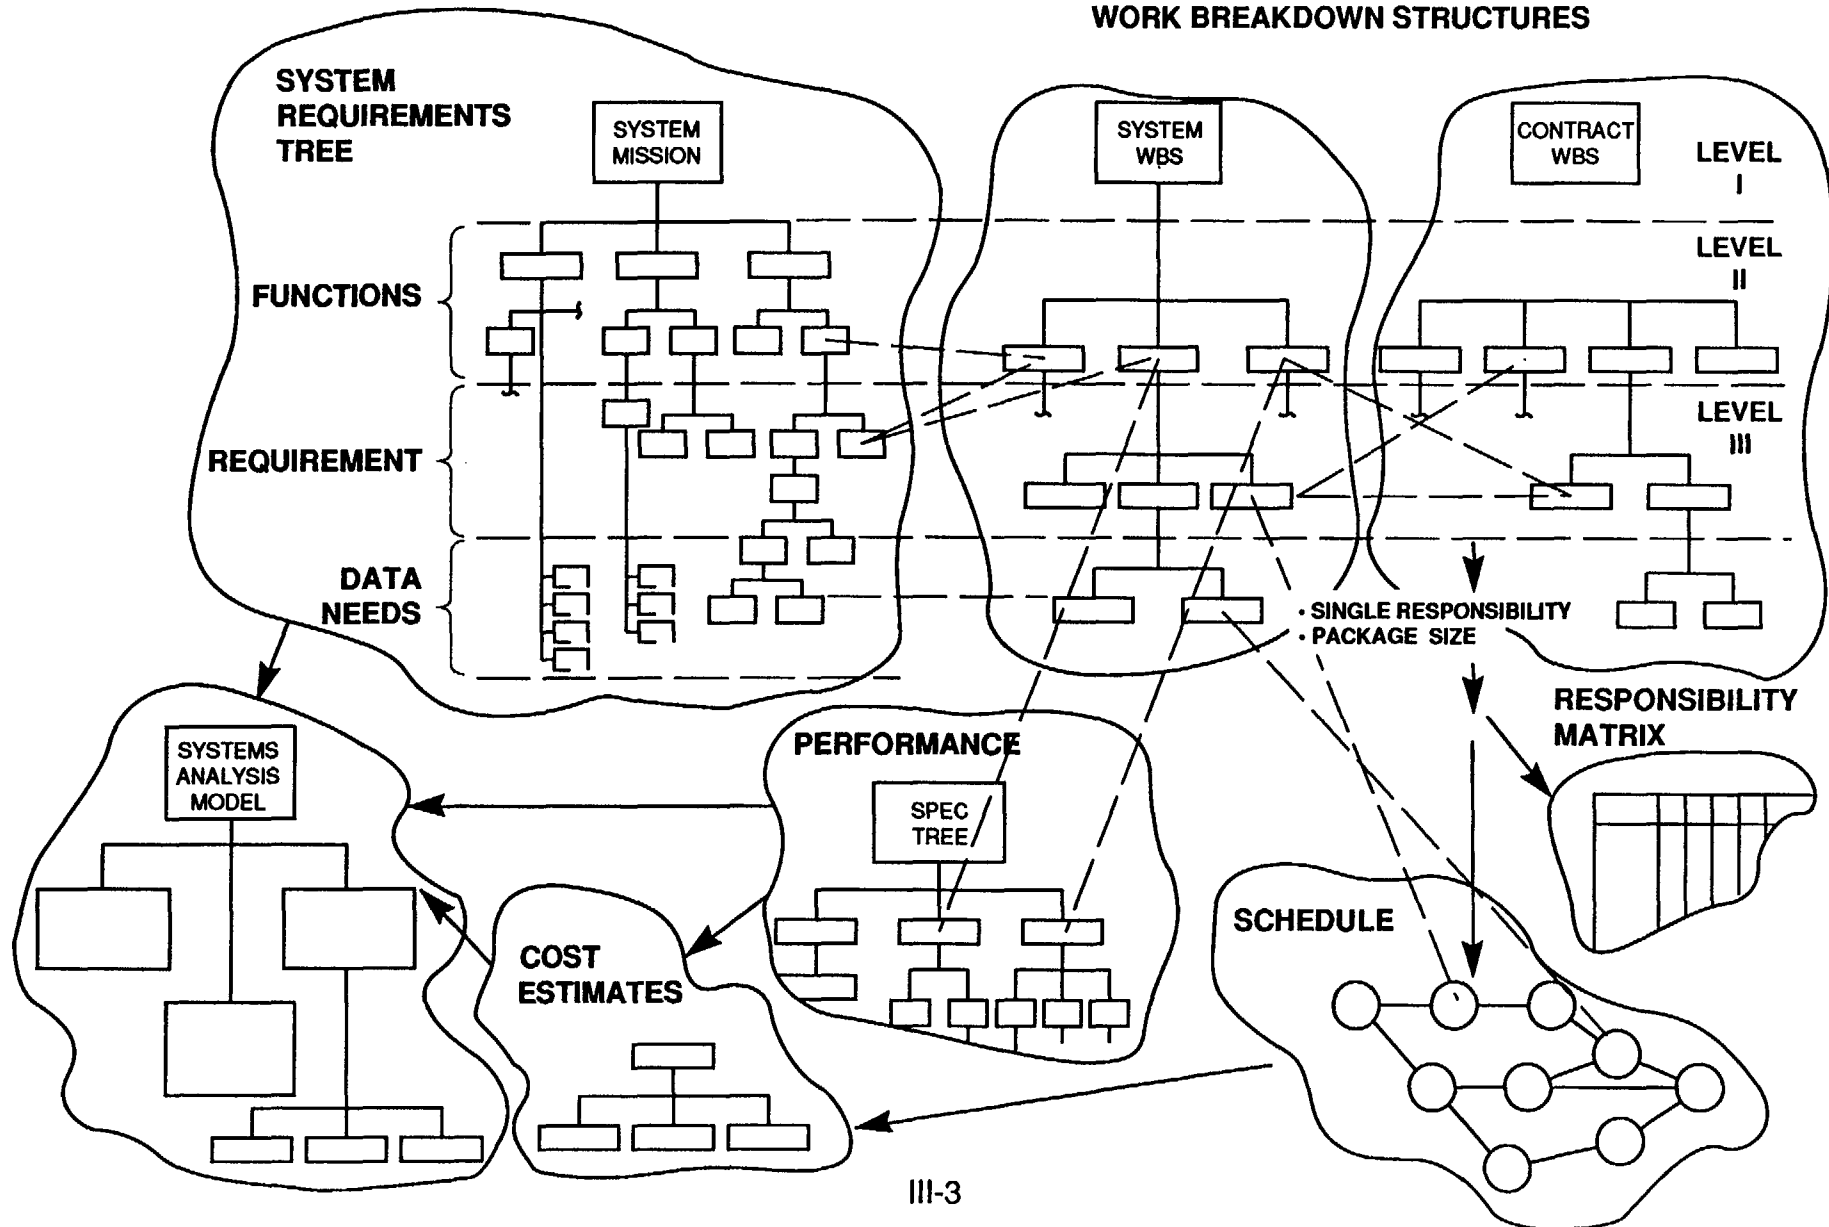 WORK BREAKDOWN STRUCTURES
SYSTEM
REQUIREMENTS
TREE
SYSTEM
MISSION
SYSTEM
WBS
CONTRACT
WBS
LEVEL
I
LEVEL
II
FUNCTIONS
LEVEL
III
REQUIREMENT
DATA
NEEDS
• SINGLE RESPONSIBILITY
• PACKAGE SIZE
RESPONSIBILITY
MATRIX
SYSTEMS
ANALYSIS
MODEL
PERFORMANCE
SPEC
TREE
COST
ESTIMATES
SCHEDULE
III-3